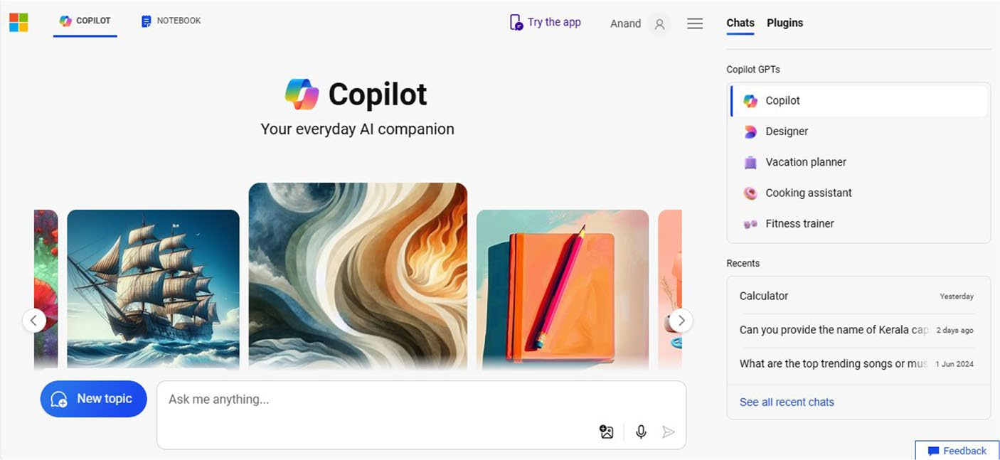 COPILOT
NOTEBOOK
Try the app
Anand
Chats Plugins
Copilot
Your everyday AI companion
Copilot GPTs
Copilot
Designer
Vacation planner
Cooking assistant
Fitness trainer
Recents
Calculator Yesterday
Can you provide the name of Kerala cap 2 days ago
What are the top trending songs or mus 1 Jun 2024
See all recent chats
New topic
Ask me anything...
Feedback